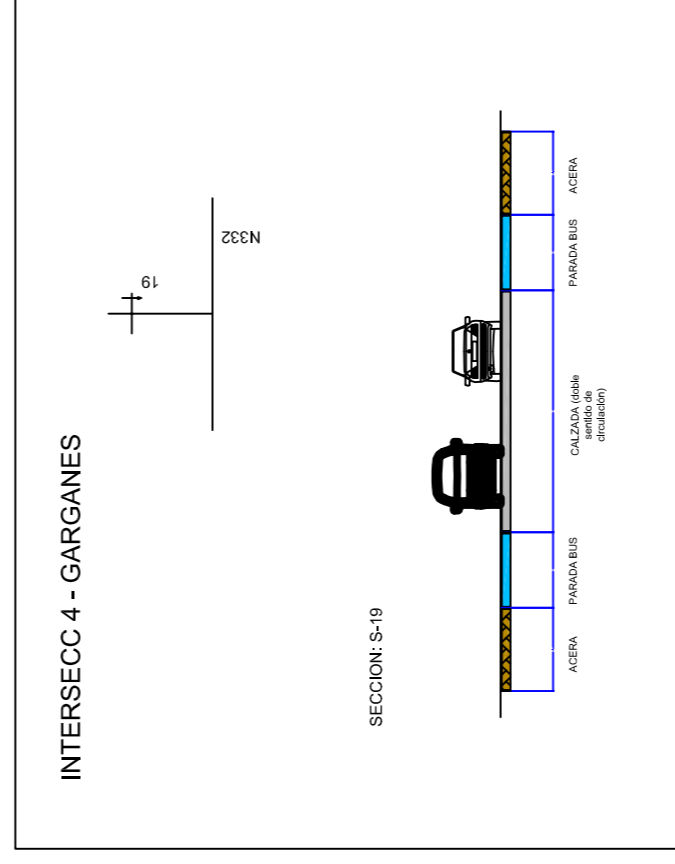 INTERSECC 4 - GARGANES
19
N332
SECCION: S-19
ACERA
PARADA BUS
CALZADA (doble
sentido de
circulación)
PARADA BUS
ACERA